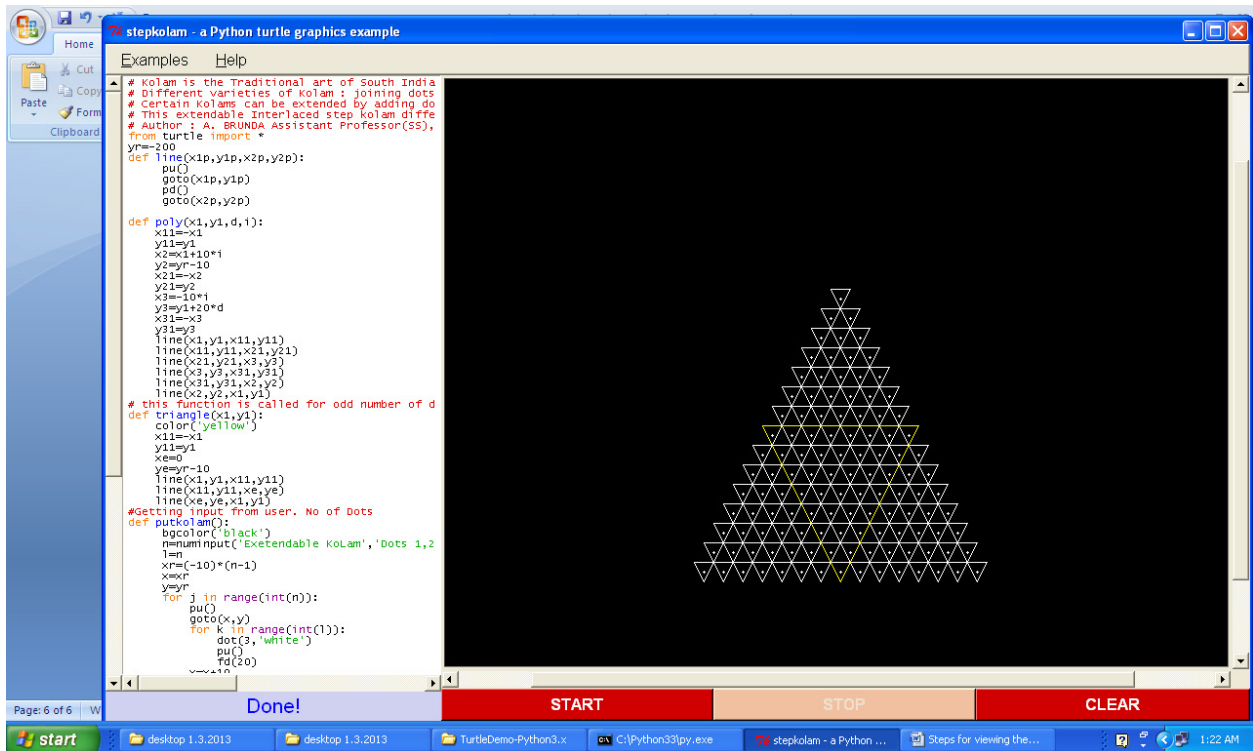 stepkolam - a Python turtle graphics example
Home
Examples Help
Cut
Copy
Paste
Form
Clipboard
# Kolam is the Traditional art of South India
# Different varieties of Kolam : joining dots
# Certain Kolams can be extended by adding do
# This extendable Interlaced step kolam diffe
# Author : A. BRUNDA Assistant Professor(SS),
from turtle import *
yr=-200
def line(x1p,y1p,x2p,y2p):
pu()
goto(x1p,y1p)
pd()
goto(x2p,y2p)
def poly(x1,y1,d,i):
x11=-x1
y11=y1
x2=x1+10*i
y2=yr-10
x21=-x2
y21=y2
x3=-10*i
y3=y1+20*d
x31=-x3
y31=y3
line(x1,y1,x11,y11)
line(x11,y11,x21,y21)
line(x21,y21,x3,y3)
line(x3,y3,x31,y31)
line(x31,y31,x2,y2)
line(x2,y2,x1,y1)
# this function is called for odd number of d
def triangle(x1,y1):
color('yellow')
x11=-x1
y11=y1
xe=0
ye=yr-10
line(x1,y1,x11,y11)
line(x11,y11,xe,ye)
line(xe,ye,x1,y1)
#Getting input from user. No of Dots
def putkolam():
bgcolor('black')
n=numinput('Exetendable KoLam','Dots 1,2
l=n
xr=(-10)*(n-1)
x=xr
y=yr
for j in range(int(n)):
pu()
goto(x,y)
for k in range(int(l)):
dot(3,'white')
pu()
fd(20)
x=x+10
Done! START STOP CLEAR
Page: 6 of 6 W
start desktop 1.3.2013 desktop 1.3.2013 TurtleDemo-Python3.x C:\Python33\py.exe stepkolam - a Python ... Steps for viewing the... 1:22 AM